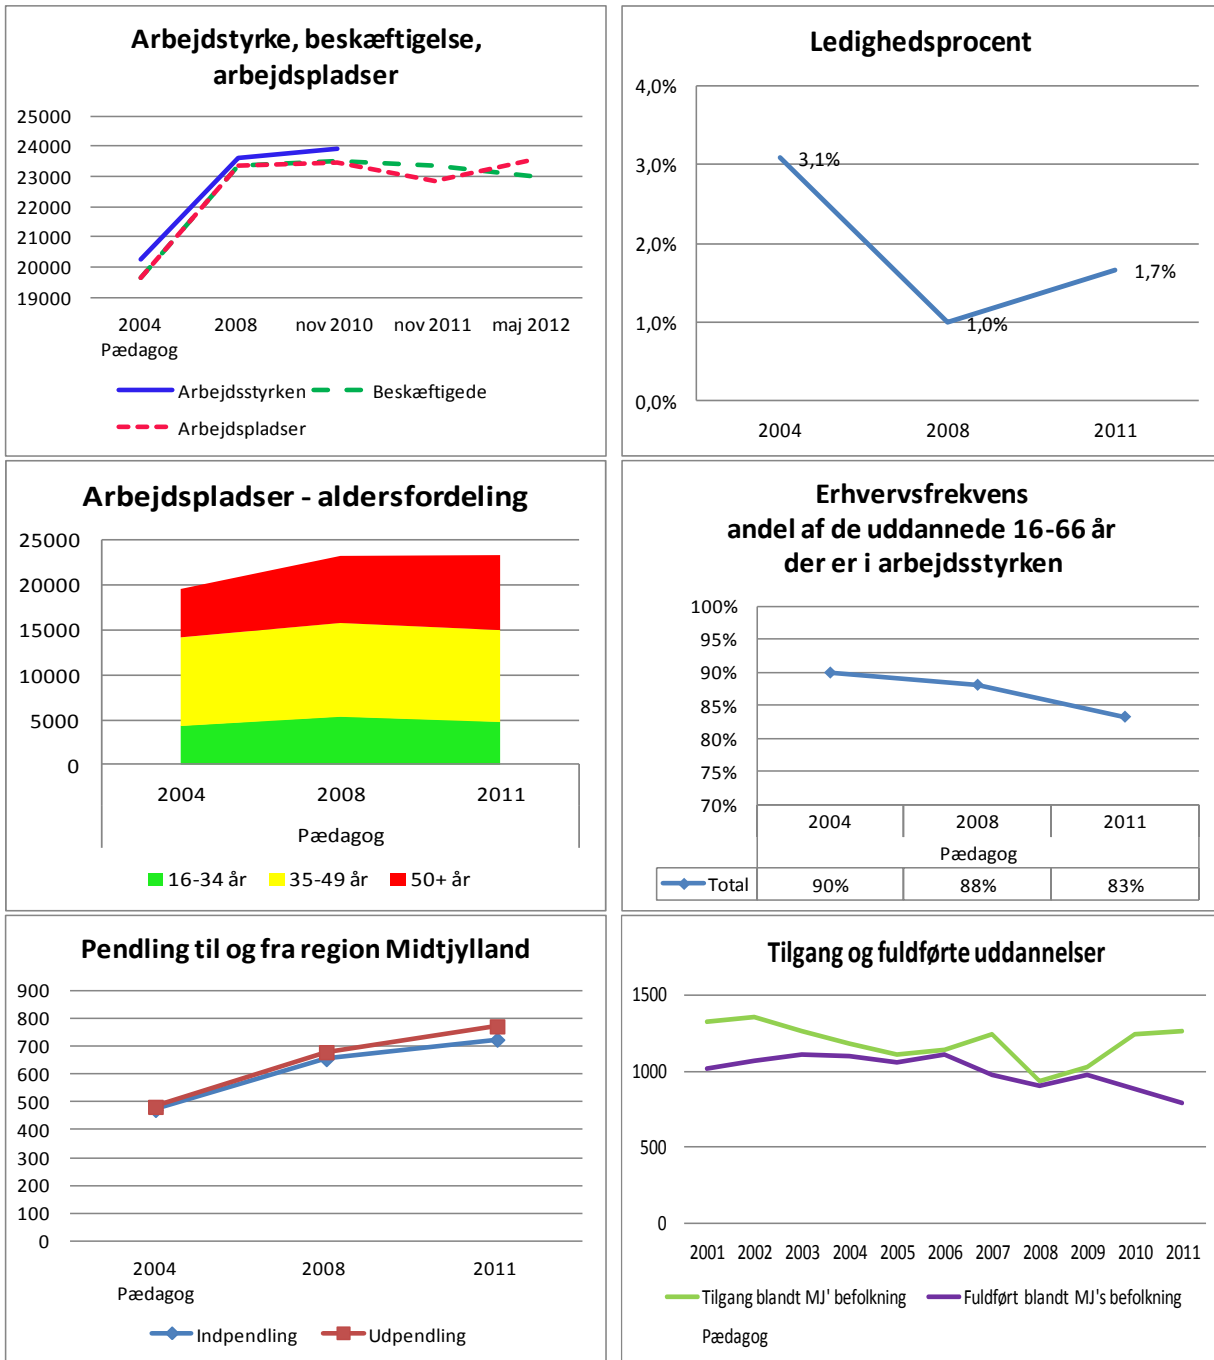 Arbejdstyrke, beskæftigelse,
arbejdspladser
25000
24000
23000
22000
21000
20000
19000
2004 2008 nov 2010 nov 2011 maj 2012
Pædagog
Arbejdsstyrken Beskæftigede
Arbejdspladser
Ledighedsprocent
4,0%
3,0%
2,0%
1,0%
0,0%
3,1%
1,0%
1,7%
2004 2008 2011
Arbejdspladser - aldersfordeling
25000
20000
15000
10000
5000
0
2004 2008 2011
Pædagog
16-34 år 35-49 år 50+ år
Erhvervsfrekvens
andel af de uddannede 16-66 år
der er i arbejdsstyrken
100%
95%
90%
85%
80%
75%
70%
2004 2008 2011
Pædagog
Total 90% 88% 83%
Pendling til og fra region Midtjylland
900
800
700
600
500
400
300
200
100
0
2004 2008 2011
Pædagog
Indpendling Udpendling
Tilgang og fuldførte uddannelser
1500
1000
500
0
2001 2002 2003 2004 2005 2006 2007 2008 2009 2010 2011
Tilgang blandt MJ' befolkning Fuldført blandt MJ's befolkning
Pædagog